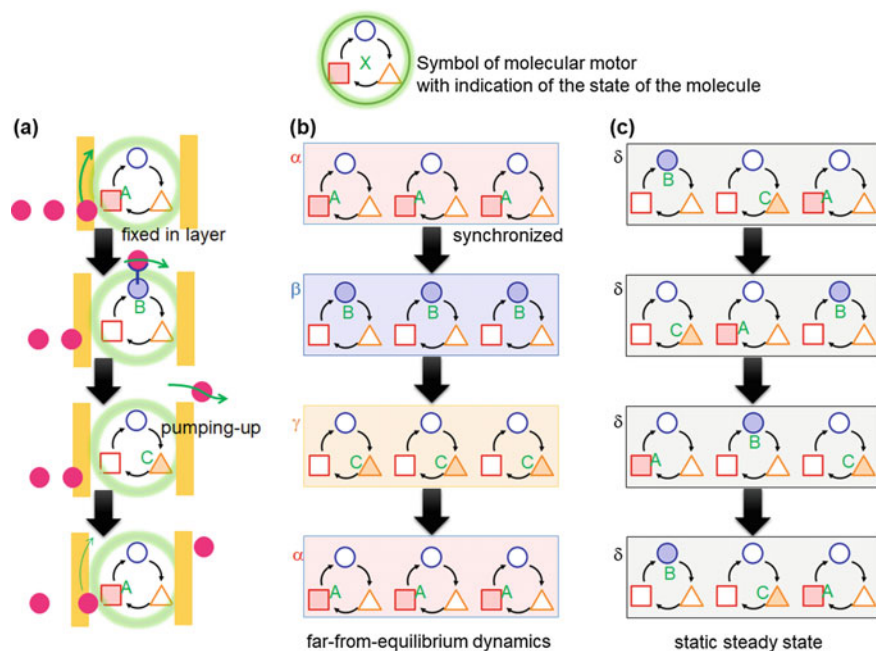 X
Symbol of molecular motor
with indication of the state of the molecule
(a)
A
fixed in layer
B
pumping-up
C
A
(b)
α
A A A
synchronized
β
B B B
γ
C C C
α
A A A
far-from-equilibrium dynamics
(c)
δ
B C A
δ
C A B
δ
A B C
δ
B C A
static steady state